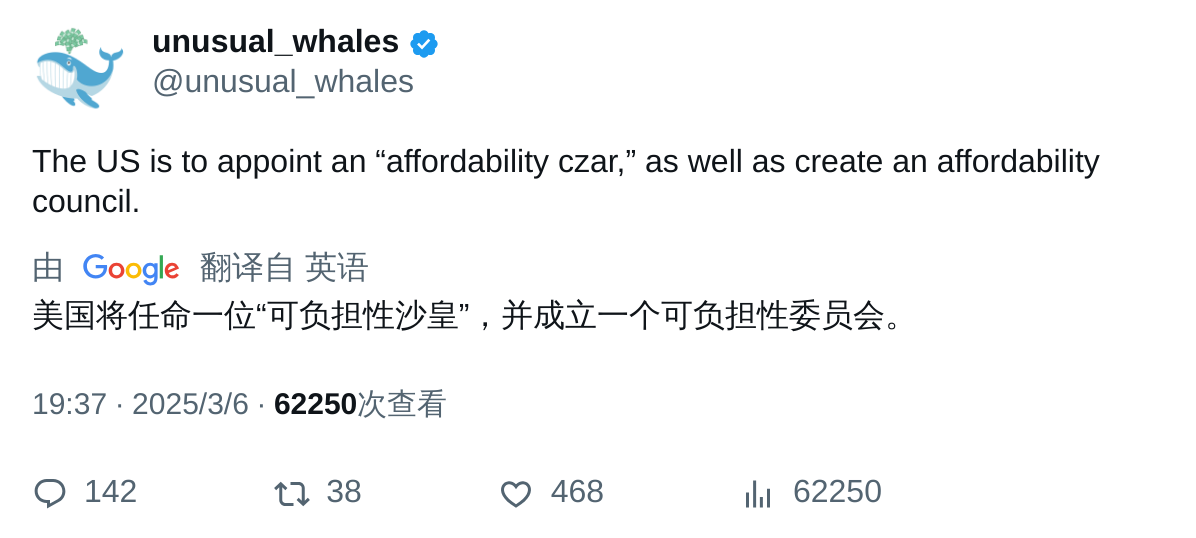 unusual_whales
@unusual_whales
The US is to appoint an “affordability czar,” as well as create an affordability
council.
由 Google 翻译自 英语
美国将任命一位“可负担性沙皇”，并成立一个可负担性委员会。
19:37 · 2025/3/6 · 62250次查看
142 38 468 62250